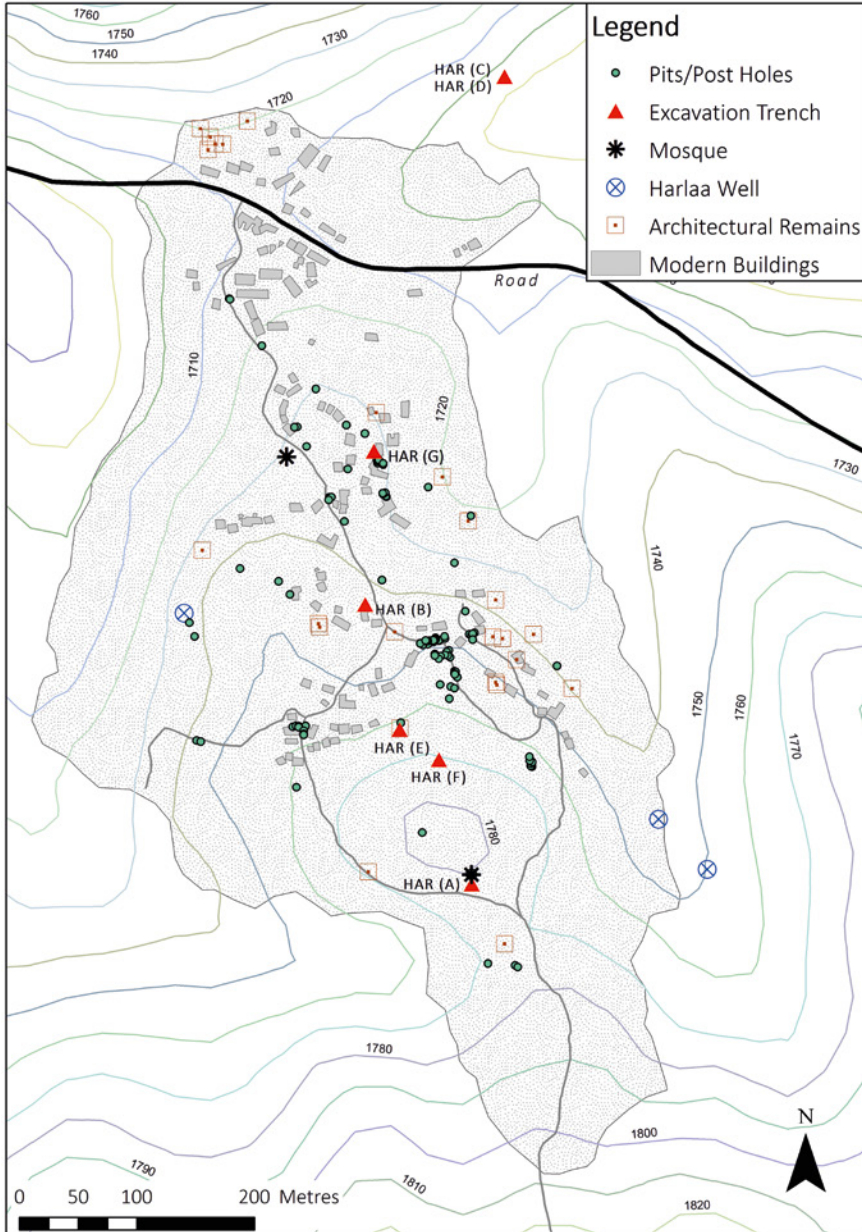 1760
1750
1740
1730
HAR (C)
HAR (D)
Legend
Pits/Post Holes
Excavation Trench
Mosque
Harlaa Well
Architectural Remains
Modern Buildings
1720
Road
1710
1720
1730
HAR (G)
1740
HAR (B)
1750
1760
1770
HAR (E)
HAR (F)
1780
HAR (A)
1780
1800
1790
1810
1820
N
0 50 100 200 Metres